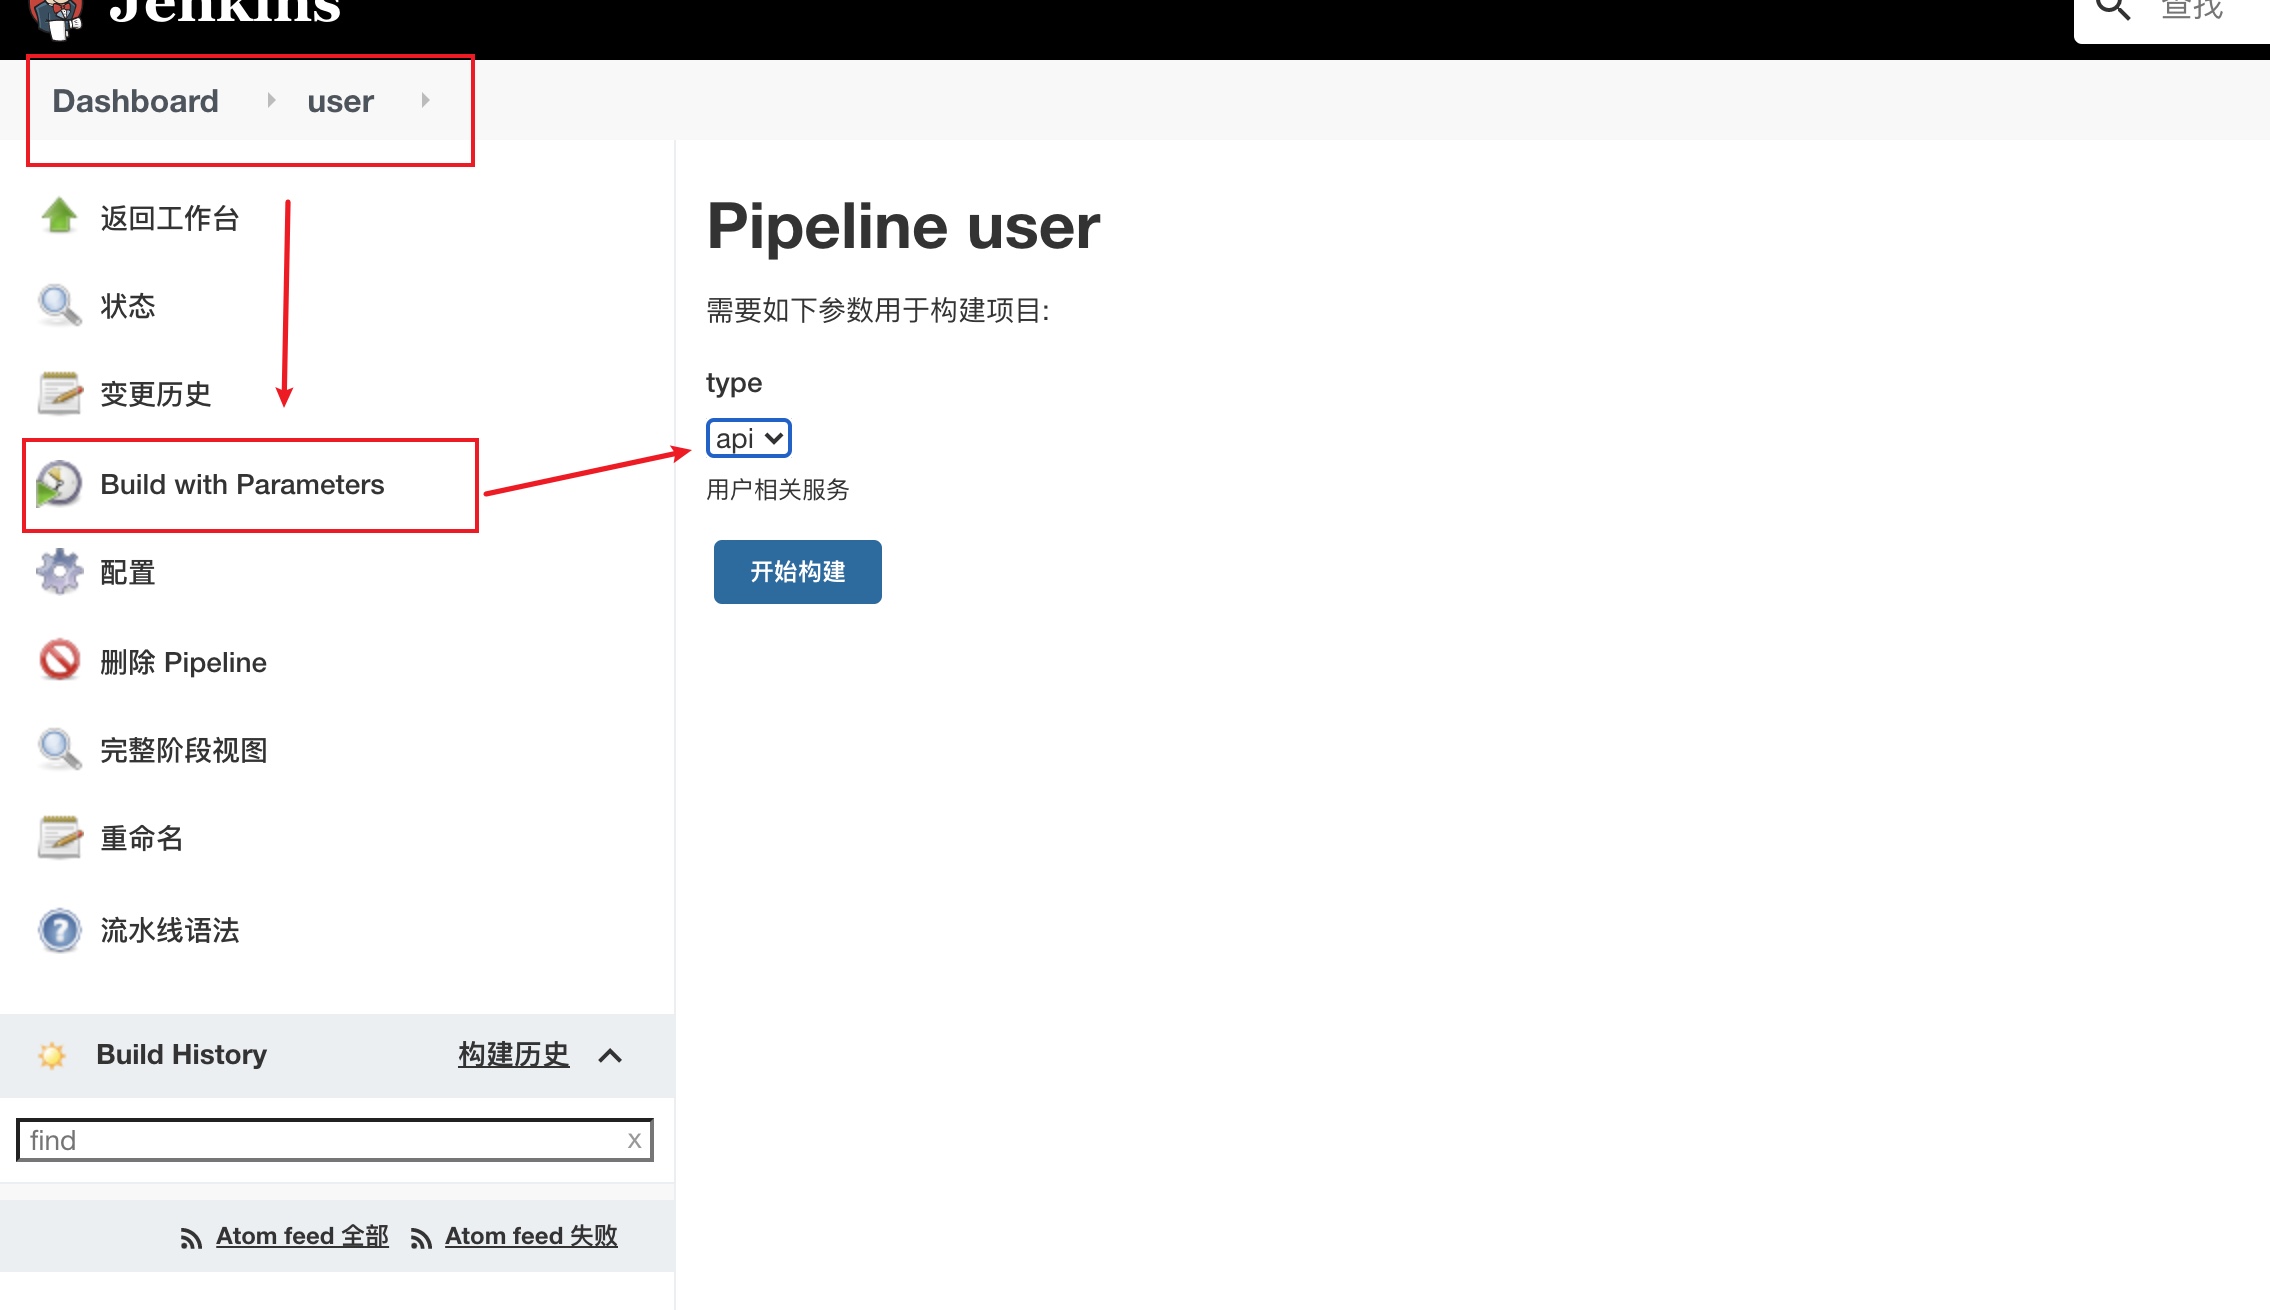 Jenkins
查找
Dashboard
user
返回工作台
状态
变更历史
Build with Parameters
配置
删除 Pipeline
完整阶段视图
重命名
流水线语法
Build History
构建历史
find
x
Atom feed 全部
Atom feed 失败
Pipeline user
需要如下参数用于构建项目:
type
api
用户相关服务
开始构建